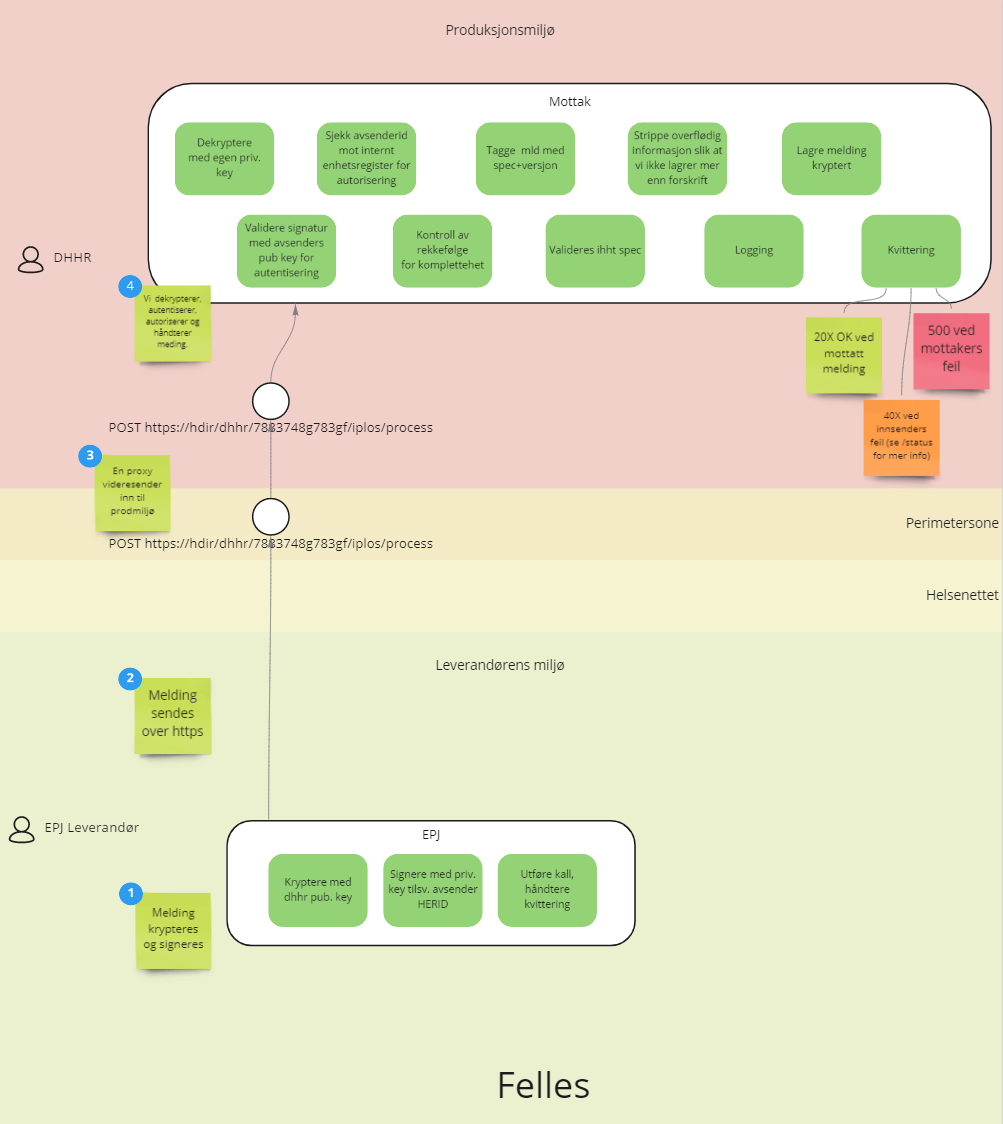 Produksjonsmiljø
Mottak
Dekryptere
med egen priv.
key
Sjekk avsenderid
mot internt
enhetsregister for
autorisering
Tagge mld med
spec+versjon
Strippe overflødig
informasjon slik at
vi ikke lagrer mer
enn forskrift
Lagre melding
kryptert
Validere signatur
med avsenders
pub key for
autentisering
Kontroll av
rekkefølge
for komplettehet
Valideres ihht spec
Logging
Kvittering
DHHR
4
Vi dekrypterer,
autentiserer,
autoriserer og
håndterer
meding.
20X OK ved
mottatt
melding
500 ved
mottakers
feil
40X ved
innsenders
feil (se /status
for mer info)
POST https://hdir/dhhr/7883748g783gf/iplos/process
3
En proxy
videresender
inn til
prodmiljø
Perimetersone
POST https://hdir/dhhr/7883748g783gf/iplos/process
Helsenettet
Leverandørens miljø
2
Melding
sendes
over https
EPJ Leverandør
EPJ
Kryptere med
dhhr pub. key
Signere med priv.
key tilsv. avsender
HERID
Utføre kall,
håndtere
kvittering
1
Melding
krypteres
og signeres
Felles